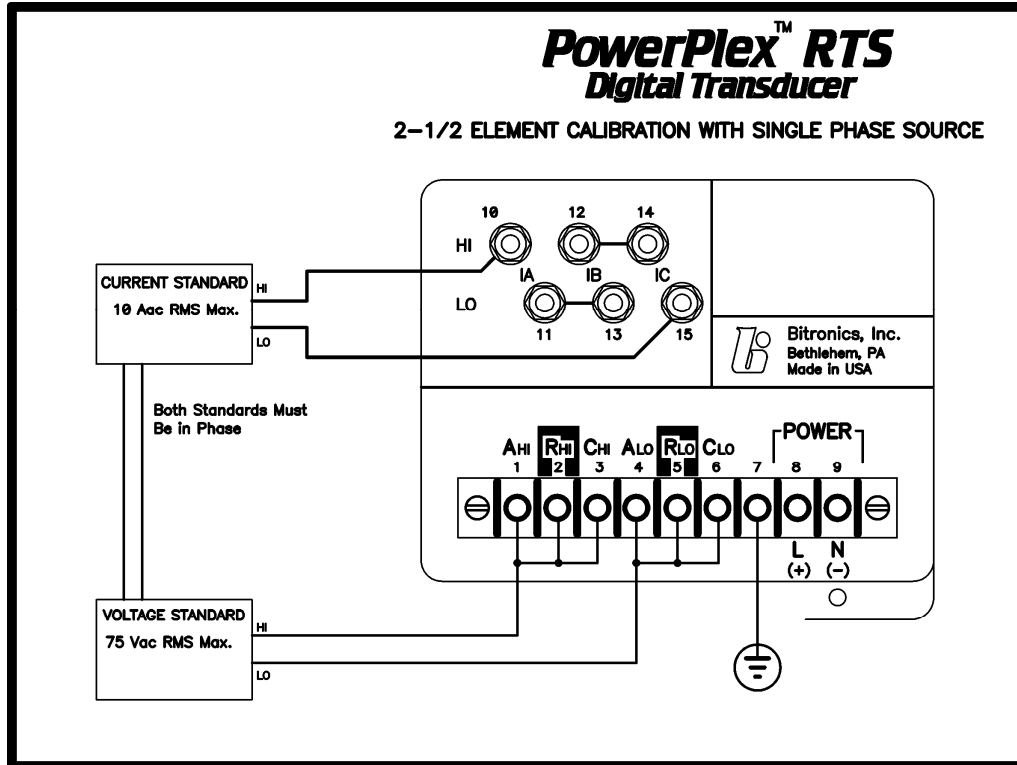 PowerPlex™ RTS
Digital Transducer
2-1/2 ELEMENT CALIBRATION WITH SINGLE PHASE SOURCE
10 12 14
HI
IA IB IC
LO
11 13 15
CURRENT STANDARD
10 Aac RMS Max.
HI
LO
Bitronics, Inc.
Bethlehem, PA
Made in USA
Both Standards Must
Be in Phase
POWER
AHI RHI CHI ALO RLO CLO
1 2 3 4 5 6 7 8 9
L N
(+) (-)
VOLTAGE STANDARD
75 Vac RMS Max.
HI
LO